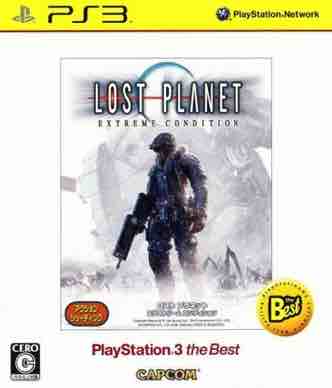 PS3
PlayStation®Network
LOST PLANET
EXTREME CONDITION
ロスト プラネット
エクストリーム コンディション
アクション
シューティング
the
Best
PlayStation®3 the Best
CERO
C
CAPCOM®